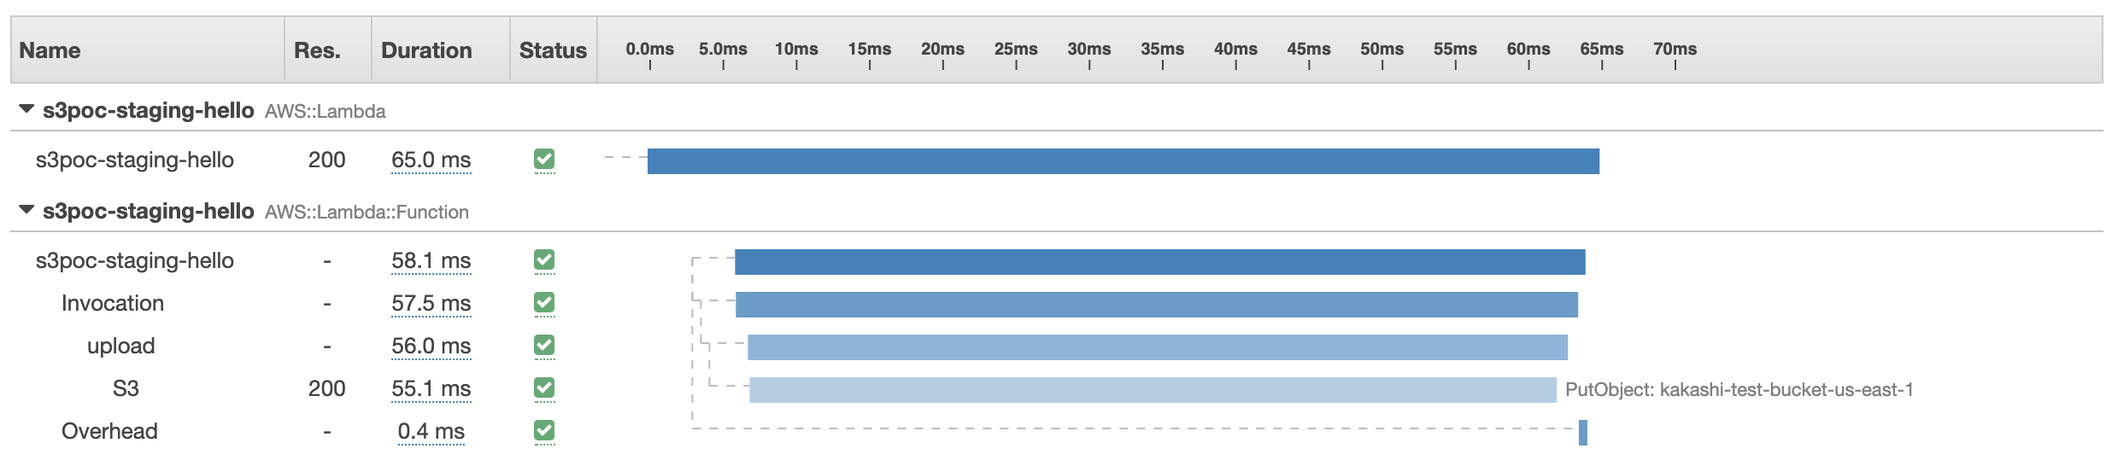 Name Res. Duration Status 0.0ms 5.0ms 10ms 15ms 20ms 25ms 30ms 35ms 40ms 45ms 50ms 55ms 60ms 65ms 70ms
s3poc-staging-hello AWS::Lambda
s3poc-staging-hello 200 65.0 ms
s3poc-staging-hello AWS::Lambda::Function
s3poc-staging-hello - 58.1 ms
Invocation - 57.5 ms
upload - 56.0 ms
S3 200 55.1 ms PutObject: kakashi-test-bucket-us-east-1
Overhead - 0.4 ms